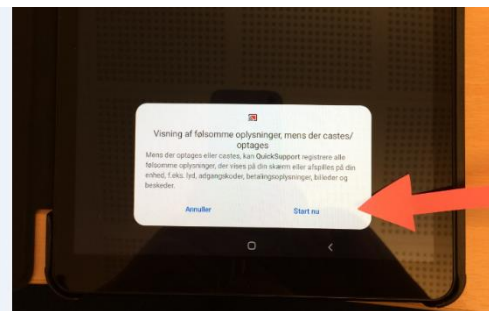 Visning af følsomme oplysninger, mens der castes/
optages
Mens der optages eller castes, kan QuickSupport registrere alle
følsomme oplysninger, der vises på din skærm eller afspilles på din
enhed, f.eks. lyd, adgangskoder, betalingsoplysninger, billeder og
beskeder.
Annuller Start nu